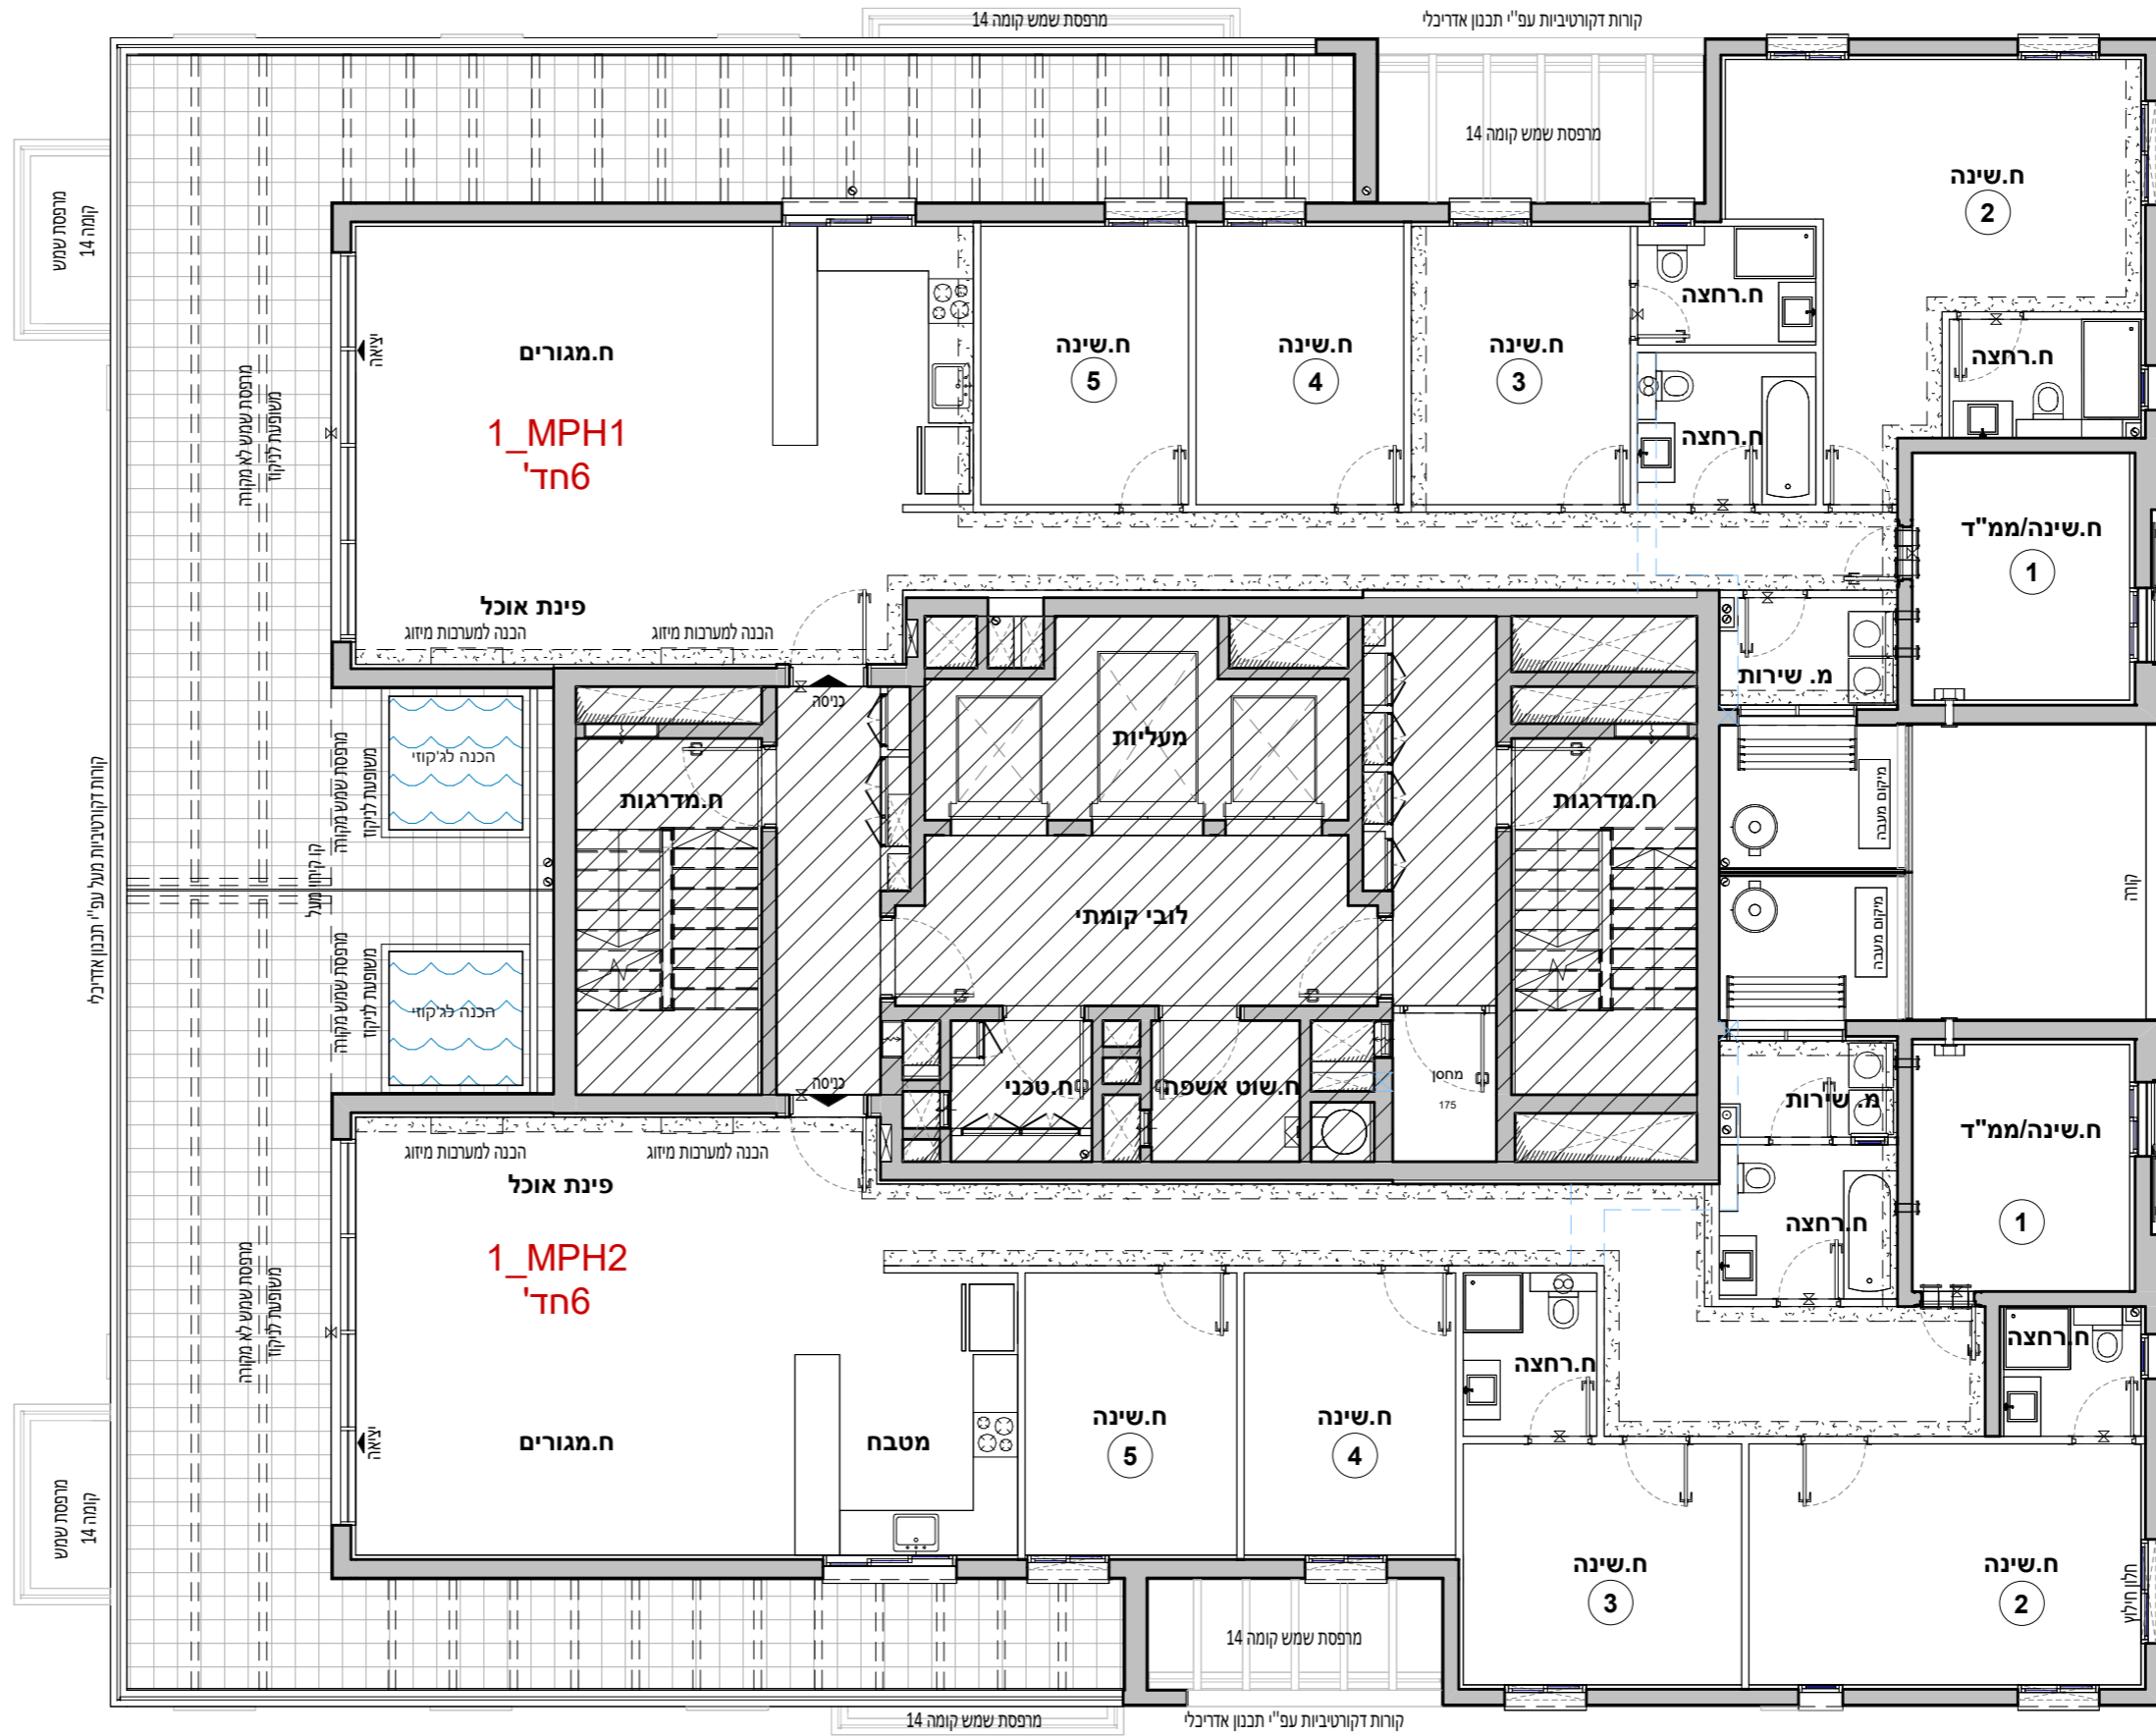 מרפסת שמש קומה 14
קורות דקורטיביות עפ"י תכנון אדריכלי
מרפסת שמש קומה 14
מרפסת שמש
קומה 14
ח.שינה
2
ח.רחצה
ח.רחצה
ח.רחצה
ח.שינה
3
ח.שינה
4
ח.שינה
5
ח.מגורים
יציאה
1_MPH1
6חד'
מרפסת שמש לא מקורה
משופעת לניקוז
ח.שינה/ממ"ד
1
פינת אוכל
הכנה למערכות מיזוג
הכנה למערכות מיזוג
מ. שירות
כניסה
הכנה לג'קוזי
מרפסת שמש מקורה
משופעת לניקוז
מעליות
ח.מדרגות
ח.מדרגות
מיקום מעבה
קורות דקורטיביות מעל עפ"י תכנון אדריכלי
קו קירוי מעל
קורה
לובי קומתי
מיקום מעבה
מרפסת שמש מקורה
משופעת לניקוז
הכנה לג'קוזי
כניסה
ח.טכני
ח.שוט אשפה
מחסן
175
מ. שירות
ח.שינה/ממ"ד
1
הכנה למערכות מיזוג
הכנה למערכות מיזוג
פינת אוכל
1_MPH2
6חד'
מרפסת שמש לא מקורה
משופעת לניקוז
ח.רחצה
ח.רחצה
ח.רחצה
ח.שינה
5
ח.שינה
4
מטבח
ח.מגורים
יציאה
מרפסת שמש
קומה 14
ח.שינה
3
ח.שינה
2
חלון חילוץ
מרפסת שמש קומה 14
מרפסת שמש קומה 14
קורות דקורטיביות עפ"י תכנון אדריכלי